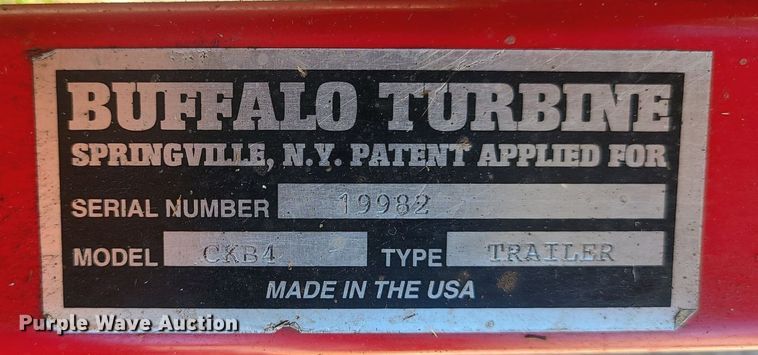 BUFFALO TURBINE
SPRINGVILLE, N.Y. PATENT APPLIED FOR
SERIAL NUMBER 19982
MODEL CKB4 TYPE TRAILER
MADE IN THE USA
Purple Wave Auction